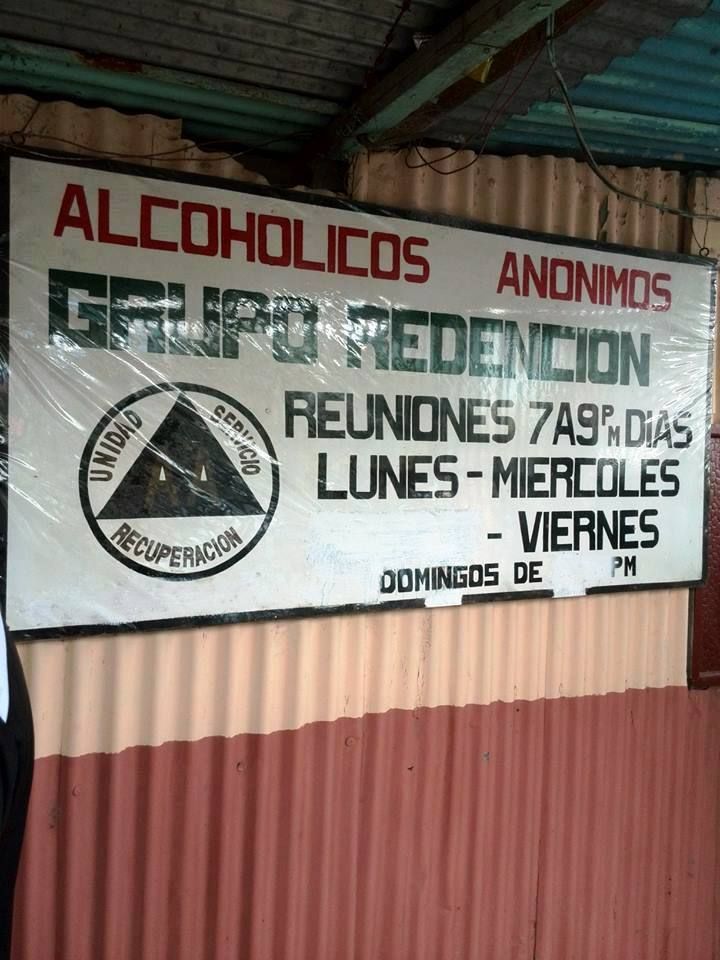 ALCOHOLICOS ANONIMOS
GRUPO REDENCION
REUNIONES 7A9PM DIAS
LUNES - MIERCOLES
- VIERNES
DOMINGOS DE PM
UNIDAD
SERVICIO
RECUPERACION